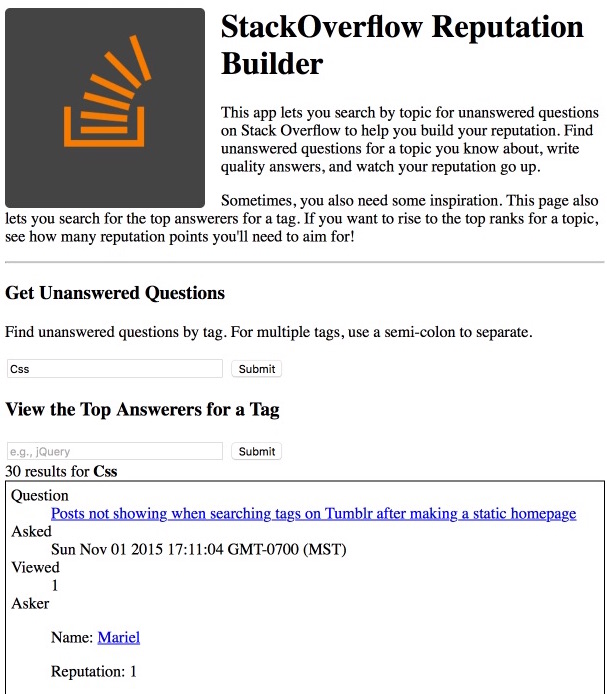 StackOverflow Reputation
Builder
This app lets you search by topic for unanswered questions
on Stack Overflow to help you build your reputation. Find
unanswered questions for a topic you know about, write
quality answers, and watch your reputation go up.
Sometimes, you also need some inspiration. This page also
lets you search for the top answerers for a tag. If you want to rise to the top ranks for a topic,
see how many reputation points you'll need to aim for!
Get Unanswered Questions
Find unanswered questions by tag. For multiple tags, use a semi-colon to separate.
Css Submit
View the Top Answerers for a Tag
e.g., jQuery Submit
30 results for Css
Question
Posts not showing when searching tags on Tumblr after making a static homepage
Asked
Sun Nov 01 2015 17:11:04 GMT-0700 (MST)
Viewed
1
Asker
Name: Mariel
Reputation: 1